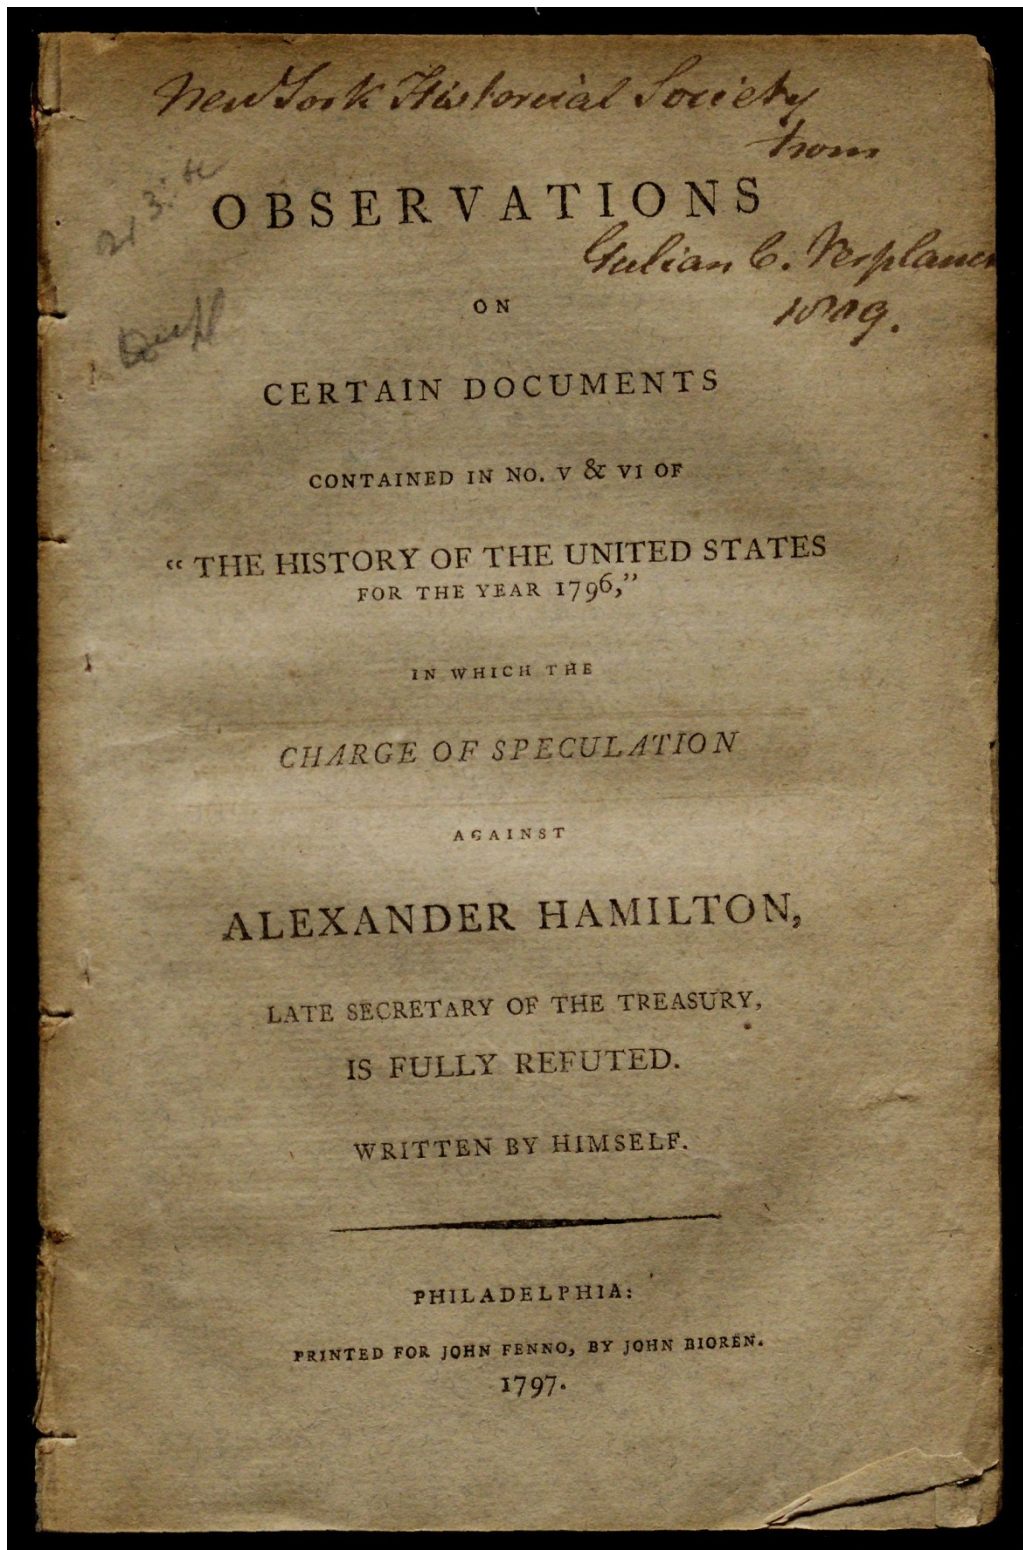 New York Historical Society
from
OBSERVATIONS
Gulian C. Verplanck
1809.
ON
Dupl
CERTAIN DOCUMENTS
CONTAINED IN NO. V & VI OF
“ THE HISTORY OF THE UNITED STATES
FOR THE YEAR 1796,”
IN WHICH THE
CHARGE OF SPECULATION
AGAINST
ALEXANDER HAMILTON,
LATE SECRETARY OF THE TREASURY,
IS FULLY REFUTED.
WRITTEN BY HIMSELF.
PHILADELPHIA:
PRINTED FOR JOHN FENNO, BY JOHN BIOREN.
1797.